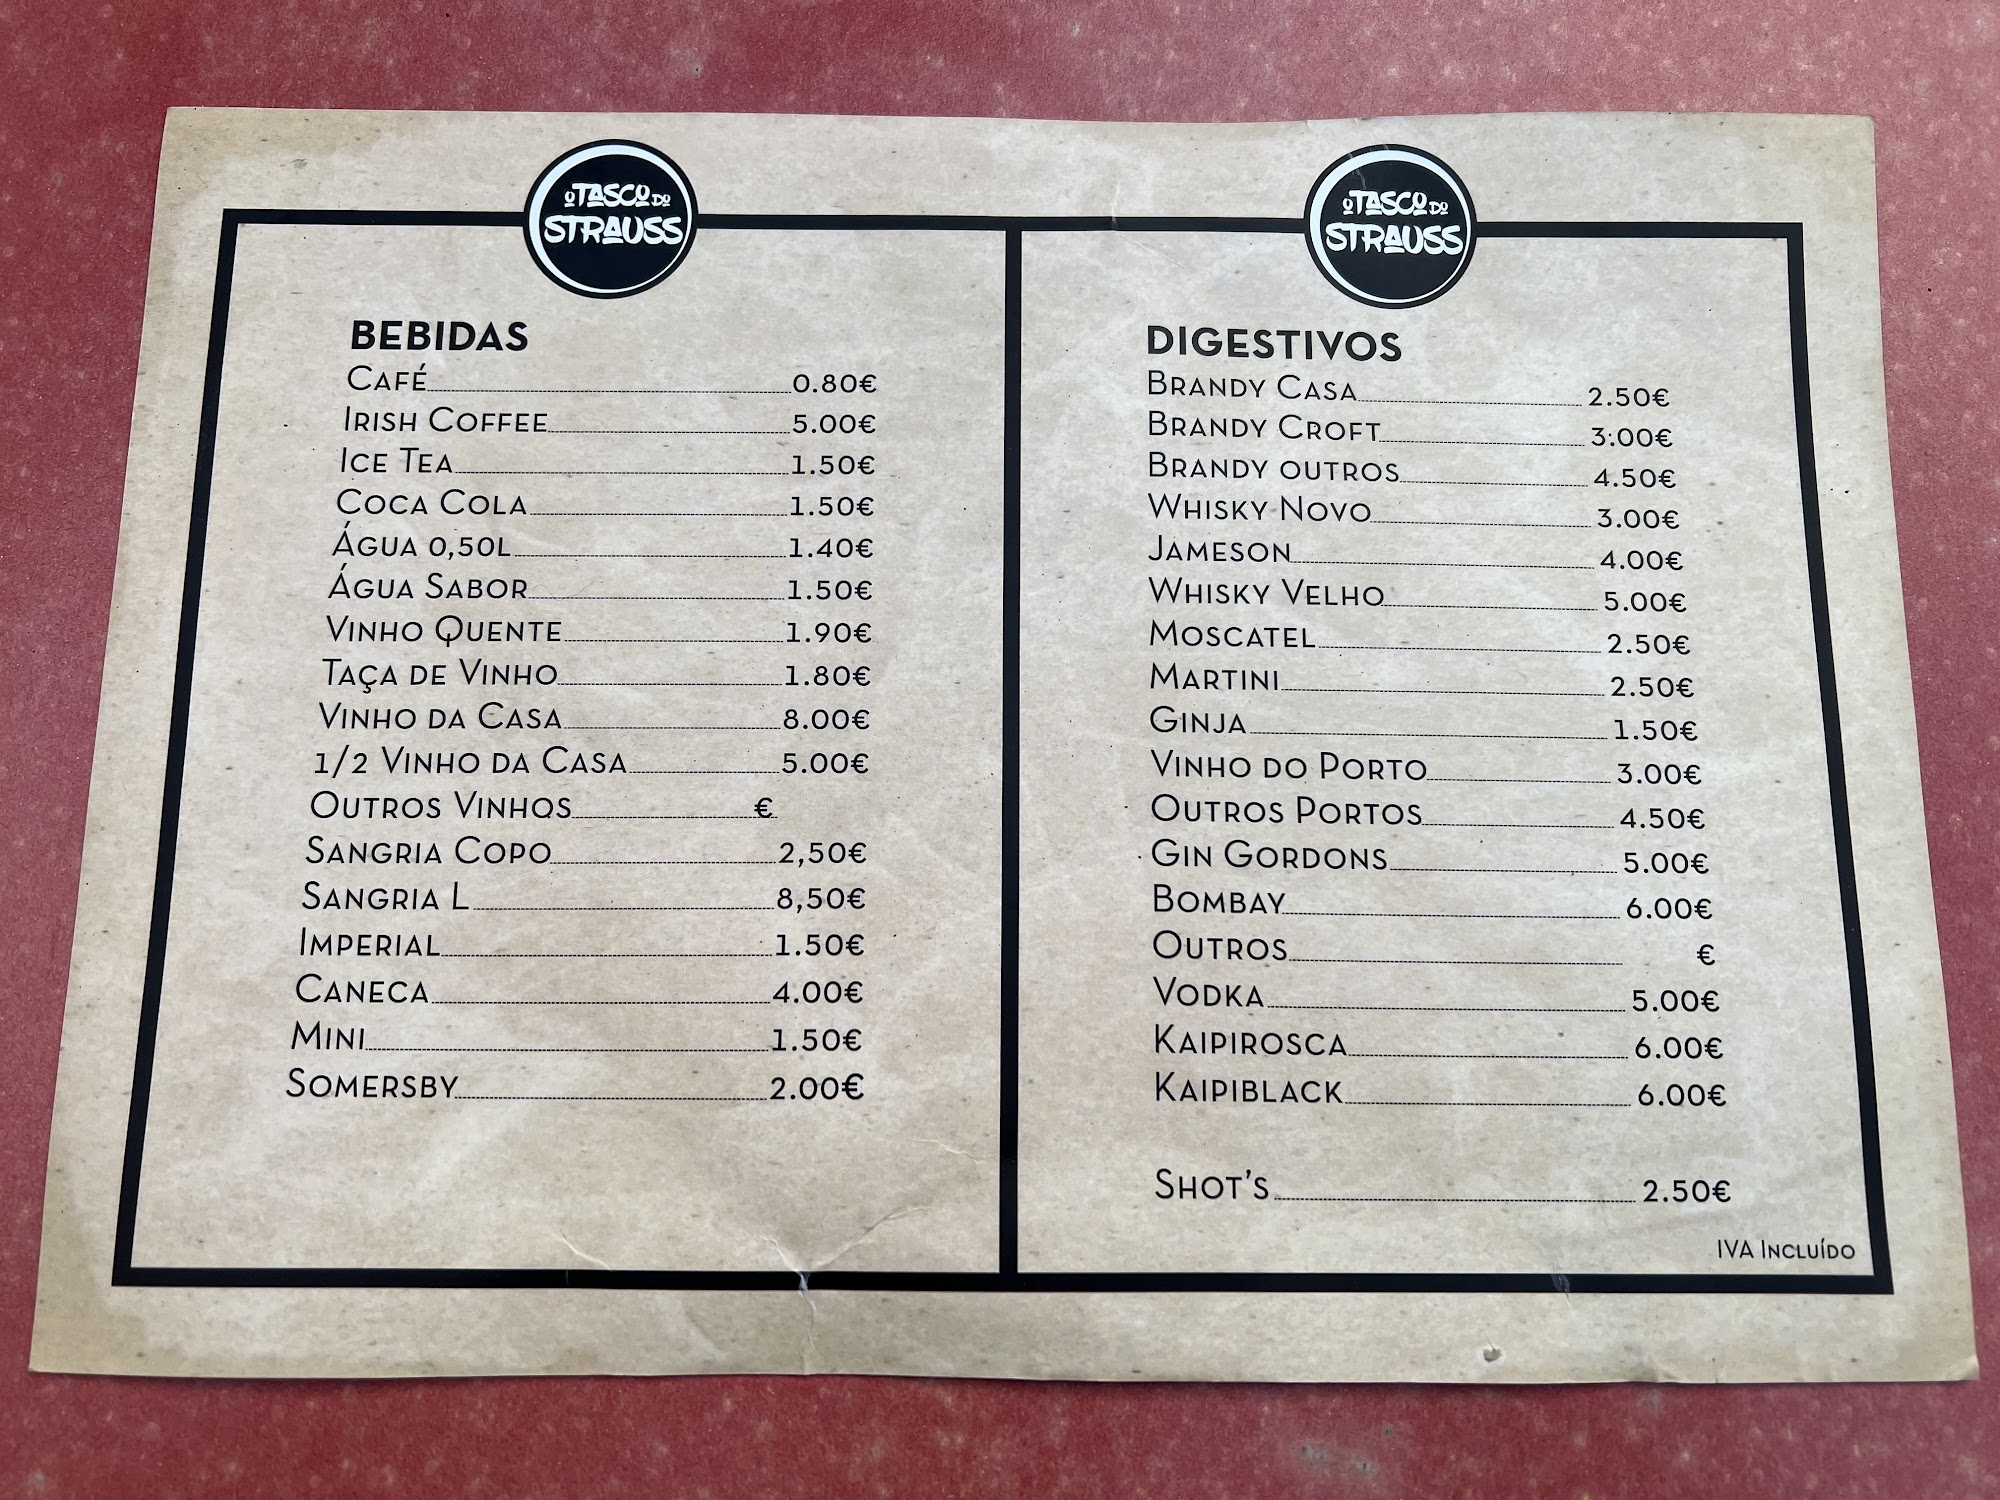 O TASCO DO
STRAUSS
BEBIDAS
CAFÉ 0.80€
IRISH COFFEE 5.00€
ICE TEA 1.50€
COCA COLA 1.50€
ÁGUA 0,50L 1.40€
ÁGUA SABOR 1.50€
VINHO QUENTE 1.90€
TAÇA DE VINHO 1.80€
VINHO DA CASA 8.00€
1/2 VINHO DA CASA 5.00€
OUTROS VINHOS €
SANGRIA COPO 2,50€
SANGRIA L 8,50€
IMPERIAL 1.50€
CANECA 4.00€
MINI 1.50€
SOMERSBY 2.00€
O TASCO DO
STRAUSS
DIGESTIVOS
BRANDY CASA 2.50€
BRANDY CROFT 3:00€
BRANDY OUTROS 4.50€
WHISKY NOVO 3.00€
JAMESON 4.00€
WHISKY VELHO 5.00€
MOSCATEL 2.50€
MARTINI 2.50€
GINJA 1.50€
VINHO DO PORTO 3.00€
OUTROS PORTOS 4.50€
GIN GORDONS 5.00€
BOMBAY 6.00€
OUTROS €
VODKA 5.00€
KAIPIROSCA 6.00€
KAIPIBLACK 6.00€
SHOT'S 2.50€
IVA INCLUÍDO